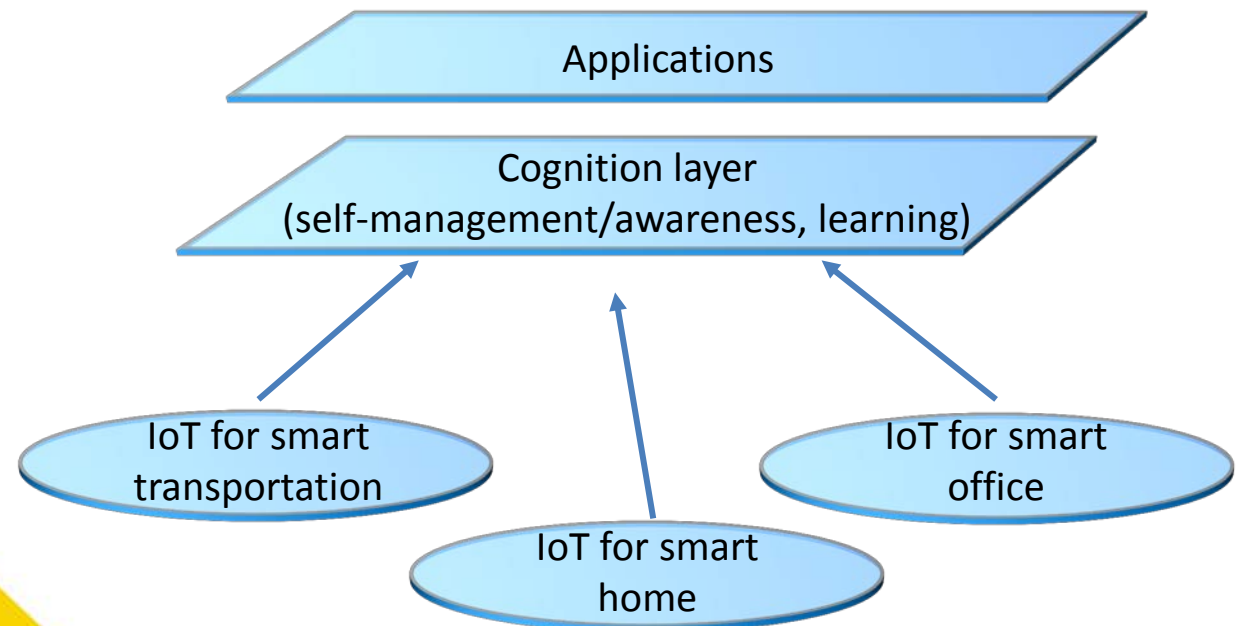 Applications
Cognition layer
(self-management/awareness, learning)
IoT for smart
transportation
IoT for smart
office
IoT for smart
home